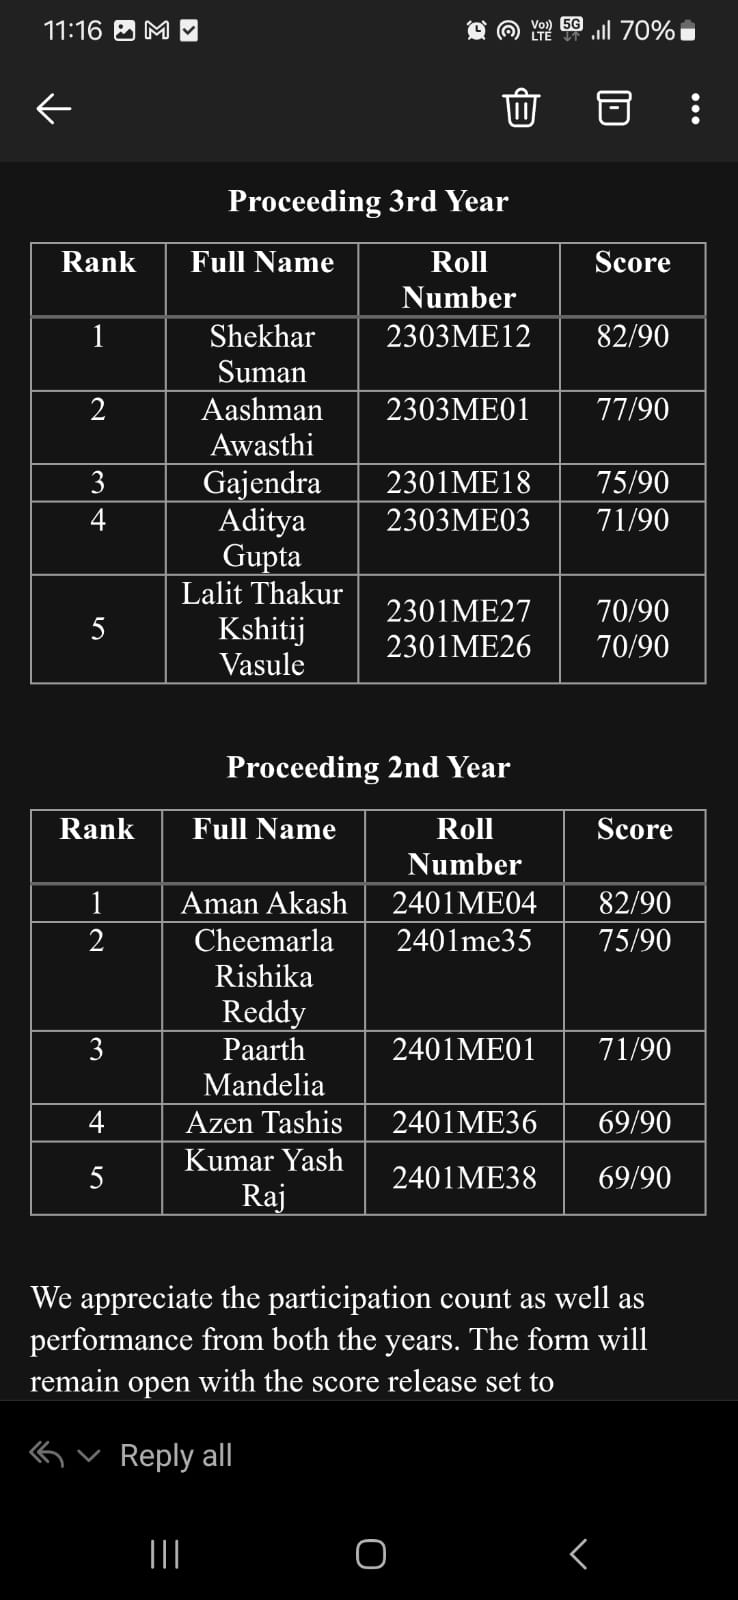 11:16
Vo)) LTE 5G 70%
Proceeding 3rd Year
Rank Full Name Roll Number Score
1 Shekhar Suman 2303ME12 82/90
2 Aashman Awasthi 2303ME01 77/90
3 Gajendra 2301ME18 75/90
4 Aditya Gupta 2303ME03 71/90
5 Lalit Thakur 2301ME27 70/90
Kshitij Vasule 2301ME26 70/90
Proceeding 2nd Year
Rank Full Name Roll Number Score
1 Aman Akash 2401ME04 82/90
2 Cheemarla Rishika Reddy 2401me35 75/90
3 Paarth Mandelia 2401ME01 71/90
4 Azen Tashis 2401ME36 69/90
5 Kumar Yash Raj 2401ME38 69/90
We appreciate the participation count as well as
performance from both the years. The form will
remain open with the score release set to
Reply all